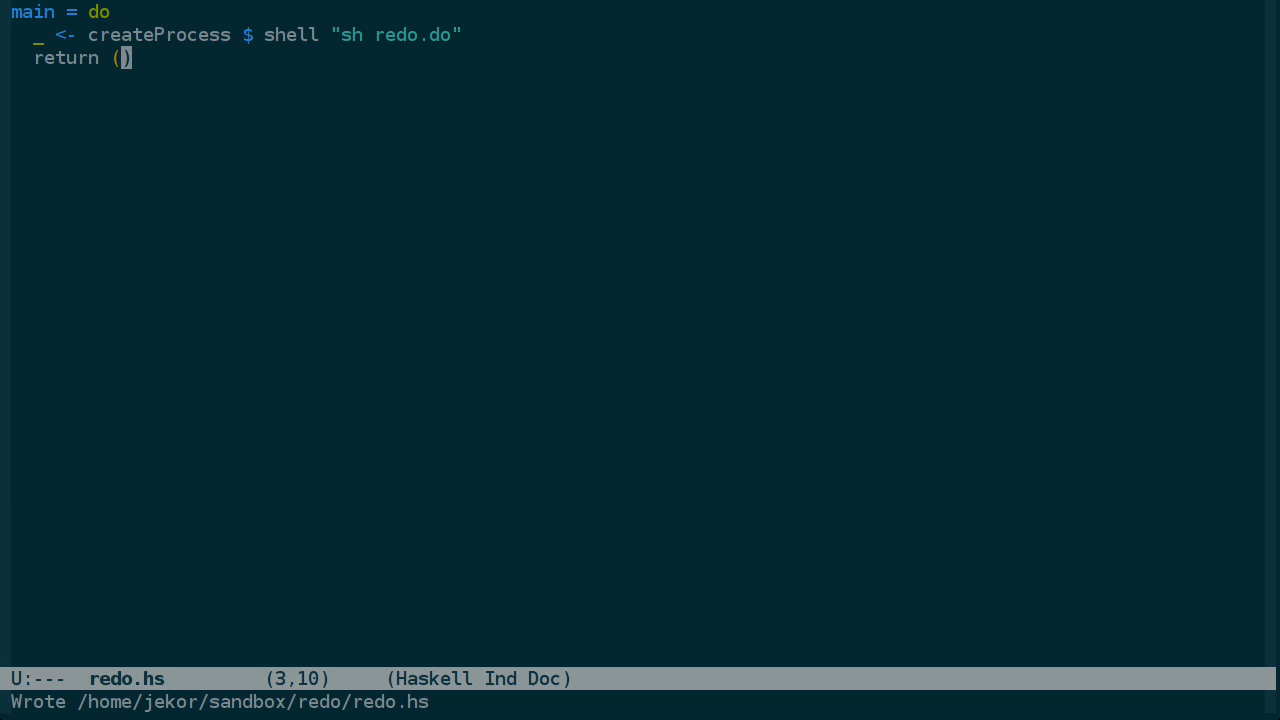 main = do
  _ <- createProcess $ shell "sh redo.do"
  return ()
U:---  redo.hs         (3,10)     (Haskell Ind Doc)
Wrote /home/jekor/sandbox/redo/redo.hs